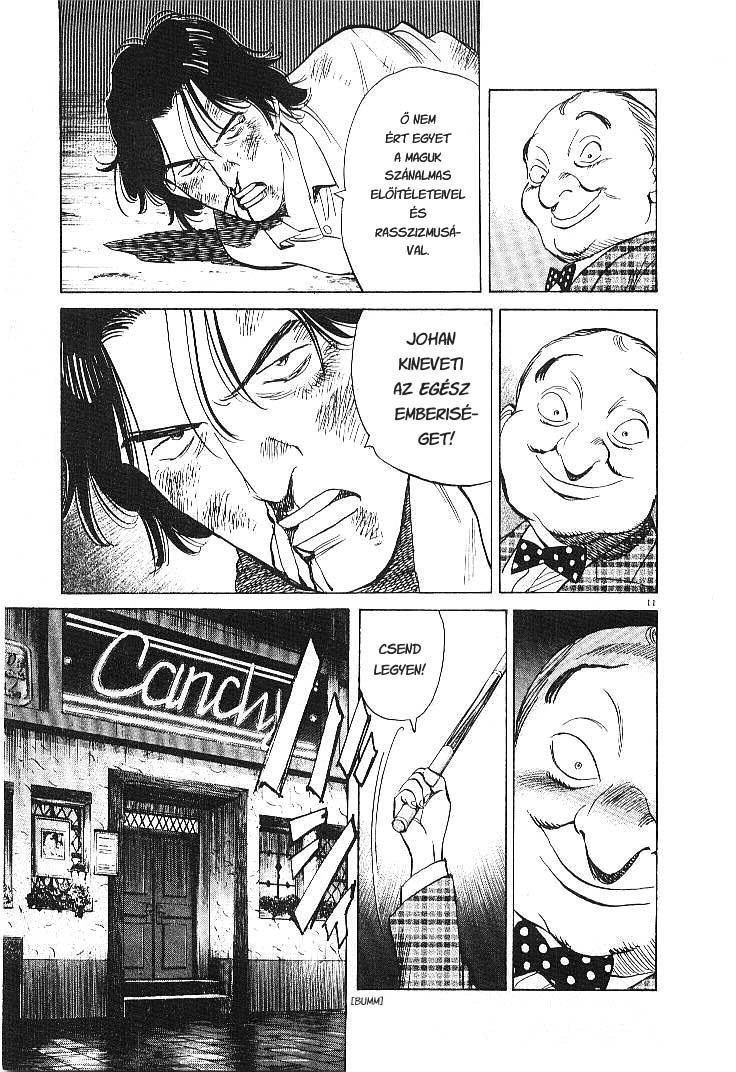 Ő NEM
ÉRT EGYET
A MAGUK
SZÁNALMAS
ELŐÍTÉLETEIVEL
ÉS
RASSZIZMUSÁ-
VAL.
JOHAN
KINEVETI
AZ EGÉSZ
EMBERISÉ-
GET!
11
CSEND
LEGYEN!
Candy
[BUMM]